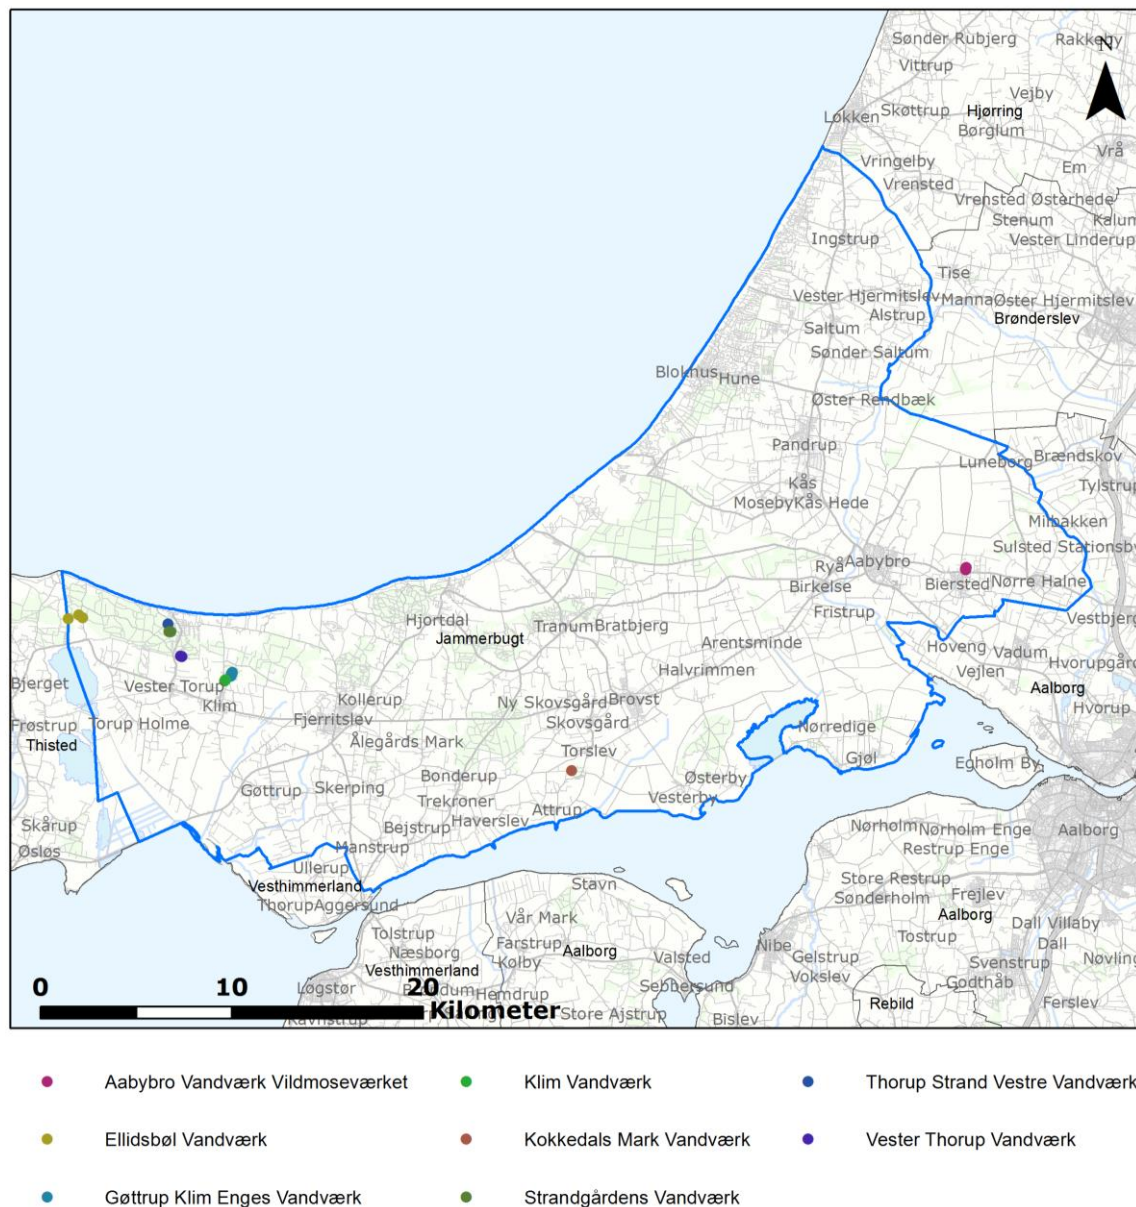 Sønder Rubjerg
Rakkeby
N
Vittrup
Vejby
Løkken
Skøttrup
Hjørring
Børglum
Vrå
Vringelby
Em
Vrensted
Vrensted Østerhede
Stenum
Kalum
Ingstrup
Vester Linderup
Tise
Vester Hjermitslev
Manna
Øster Hjermitslev
Alstrup
Brønderslev
Saltum
Sønder Saltum
Blokhus
Hune
Øster Rendbæk
Pandrup
Luneborg
Brændskov
Kås
Tylstrup
Moseby
Kås Hede
Milbakken
Sulsted Stationsby
Ryå
Aabybro
Birkelse
Biersted
Nørre Halne
Fristrup
Vestbjerg
Hjortdal
Tranum
Bratbjerg
Jammerbugt
Arentsminde
Hoveng
Vadum
Hvorupgård
Halvrimmen
Vejlen
Bjerget
Vester Torup
Aalborg
Klim
Kollerup
Ny Skovsgård
Brovst
Hvorup
Frøstrup
Torup Holme
Fjerritslev
Skovsgård
Nørredige
Thisted
Ålegårds Mark
Torslev
Gjøl
Egholm By
Bonderup
Østerby
Gøttrup
Skerping
Vesterby
Trekroner
Attrup
Skårup
Haverslev
Bejstrup
Nørholm
Nørholm Enge
Aalborg
Øsløs
Manstrup
Restrup Enge
Ullerup
Store Restrup
Vesthimmerland
Stavn
Sønderholm
Frejlev
Thorup
Aggersund
Vår Mark
Aalborg
Dall Villaby
Tolstrup
Tostrup
Næsborg
Farstrup
Aalborg
Nibe
Dall
Kølby
Valsted
Gelstrup
Svenstrup
Nøvling
Vesthimmerland
Volkslev
Sebbersund
Godthåb
0 10 20
Løgstør
Hemdrup
Rebild
Kilometer
Store Ajstrup
Bislev
Ferslev
Aabybro Vandværk Vildmoseværket
Klim Vandværk
Thorup Strand Vestre Vandværk
Ellidsbøl Vandværk
Kokkedals Mark Vandværk
Vester Thorup Vandværk
Gøttrup Klim Enges Vandværk
Strandgårdens Vandværk